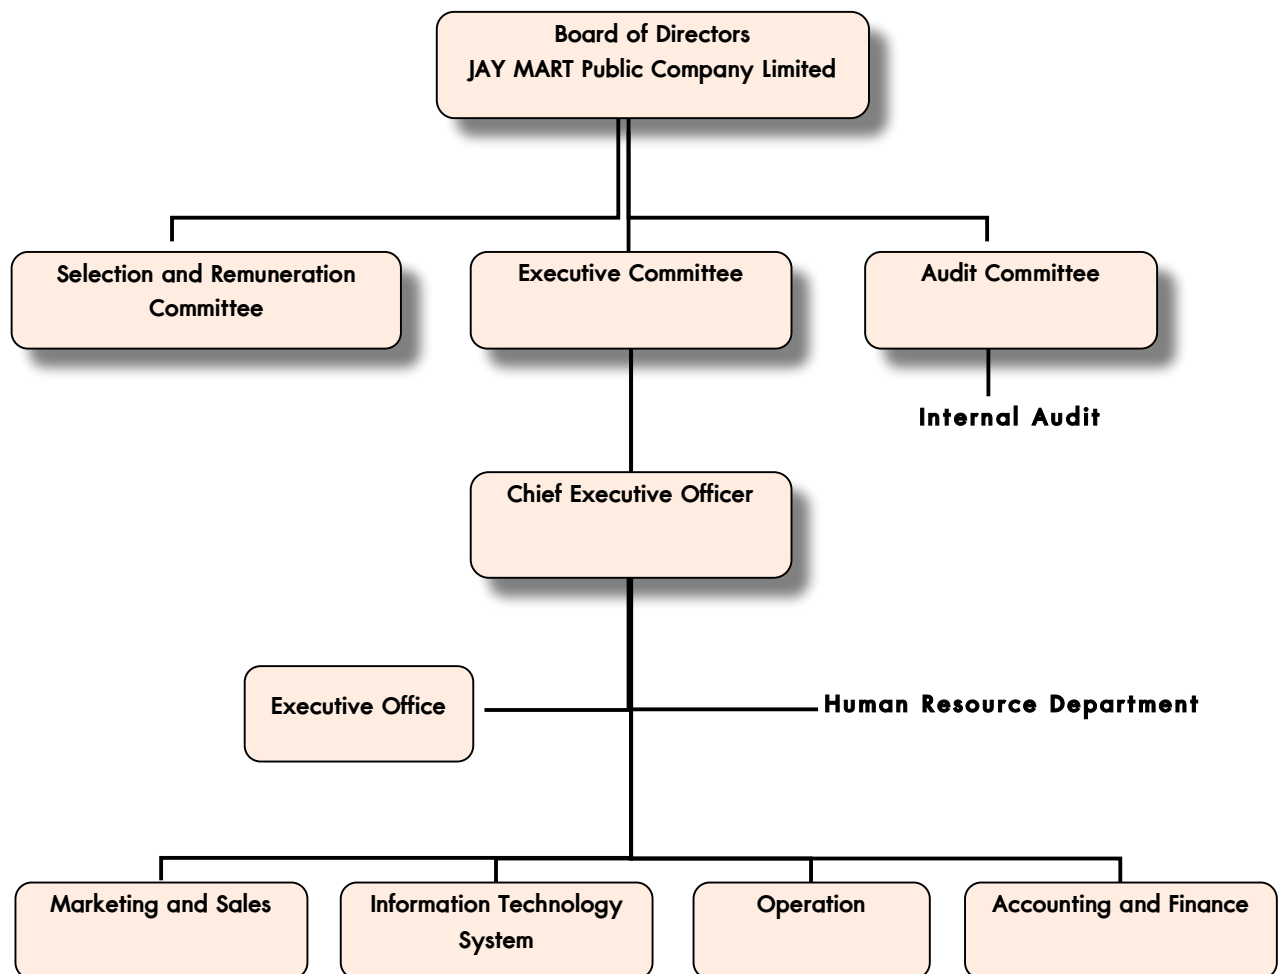 Board of Directors
JAY MART Public Company Limited
Selection and Remuneration
Committee
Executive Committee
Audit Committee
Internal Audit
Chief Executive Officer
Executive Office
Human Resource Department
Marketing and Sales
Information Technology
System
Operation
Accounting and Finance